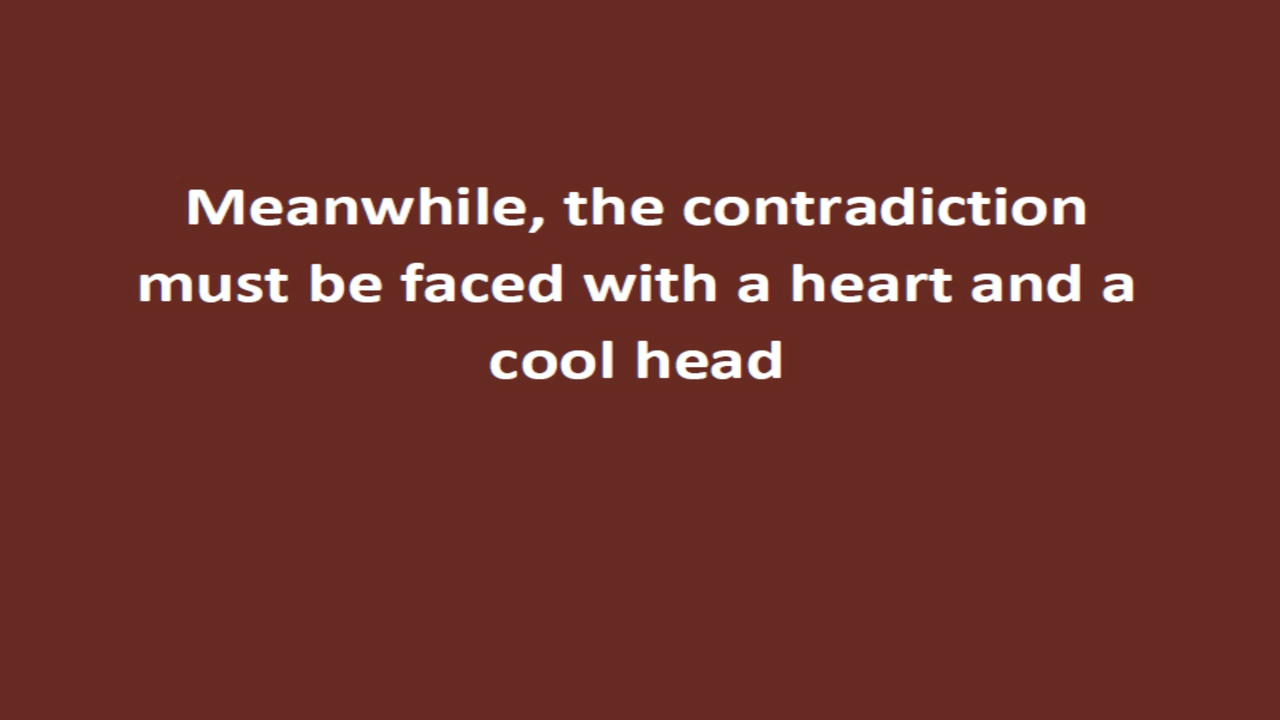 Meanwhile, the contradiction
must be faced with a heart and a
cool head